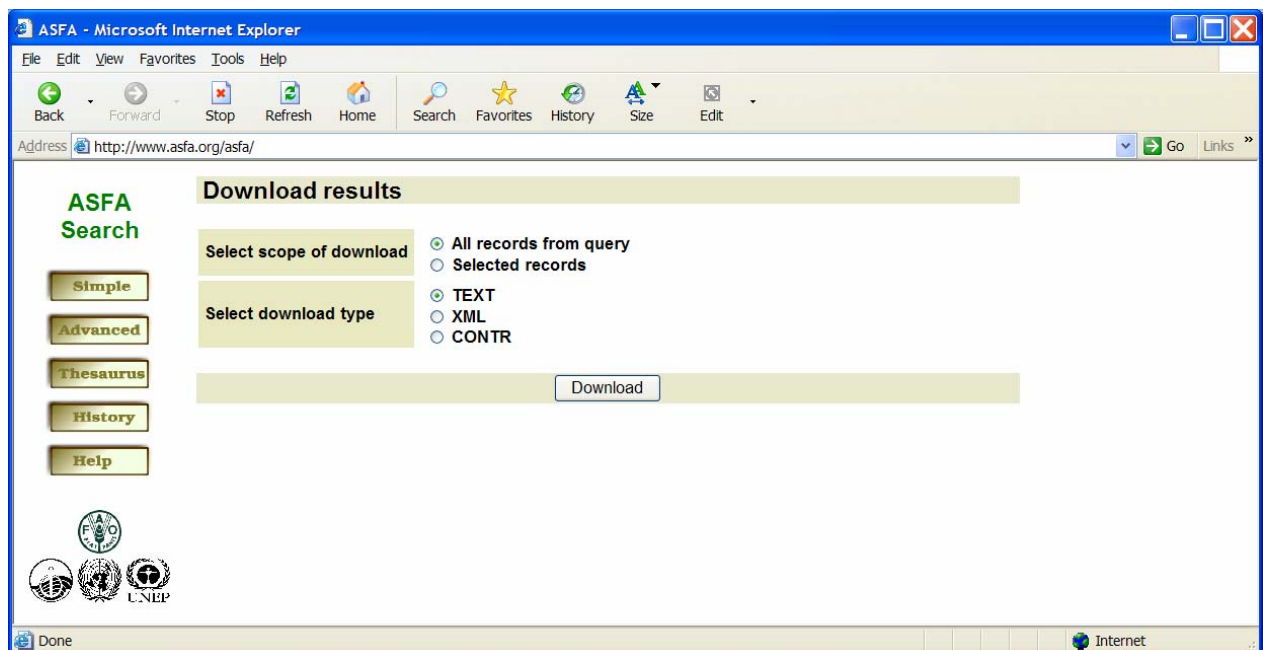 ASFA - Microsoft Internet Explorer
File Edit View Favorites Tools Help
Back Forward Stop Refresh Home Search Favorites History Size Edit
Address http://www.asfa.org/asfa/ Go Links »
ASFA
Search
Simple
Advanced
Thesaurus
History
Help
FAO
UNEP
Download results
Select scope of download
All records from query
Selected records
Select download type
TEXT
XML
CONTR
Download
Done Internet